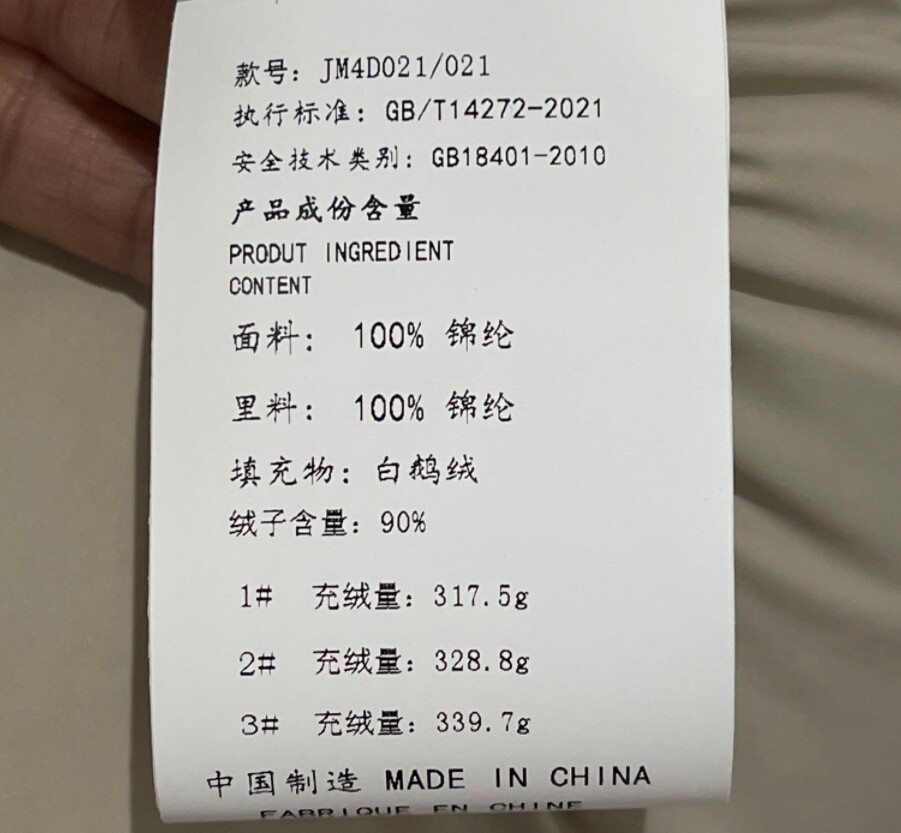 款号：JM4D021/021
执行标准：GB/T14272-2021
安全技术类别：GB18401-2010
产品成份含量
PRODUT INGREDIENT
CONTENT
面料： 100% 锦纶
里料： 100% 锦纶
填充物：白鹅绒
绒子含量：90%
1# 充绒量：317.5g
2# 充绒量：328.8g
3# 充绒量：339.7g
中国制造 MADE IN CHINA
FABRIQUE EN CHINE